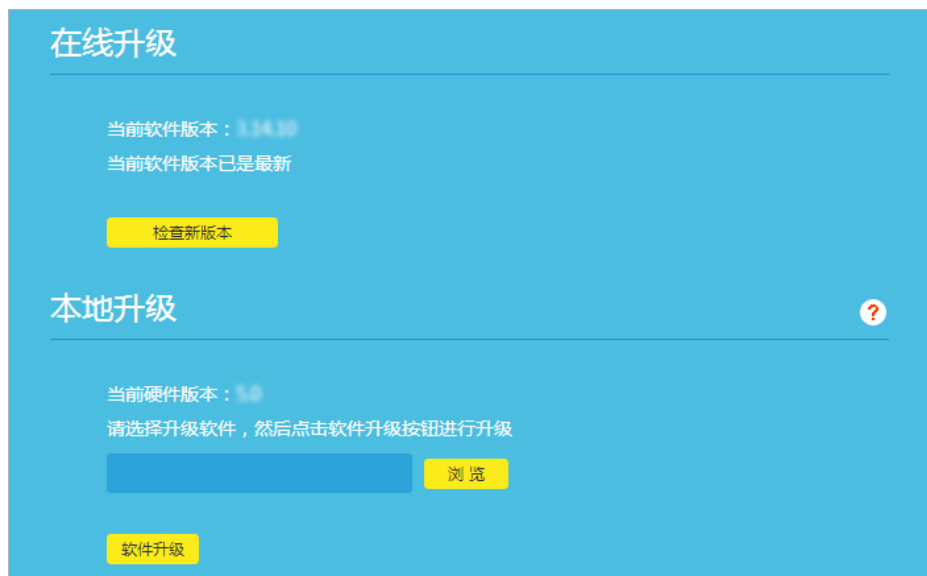 在线升级
当前软件版本：
当前软件版本已是最新
检查新版本
本地升级
?
当前硬件版本：
请选择升级软件，然后点击软件升级按钮进行升级
浏 览
软件升级